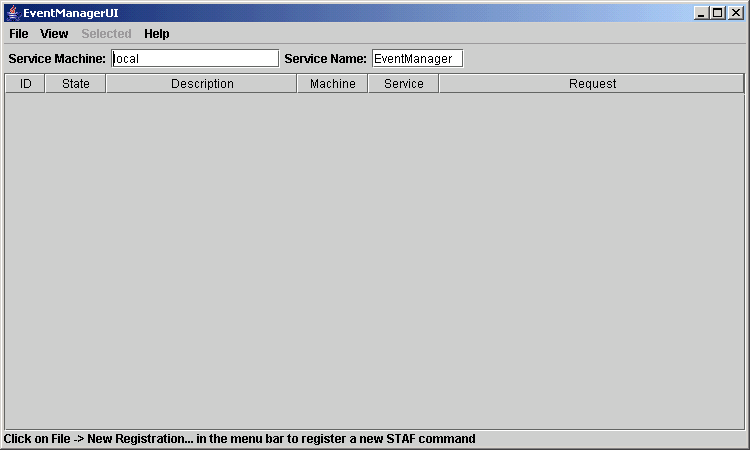 EventManagerUI
File View Selected Help
Service Machine: local Service Name: EventManager
ID State Description Machine Service Request
Click on File -> New Registration... in the menu bar to register a new STAF command